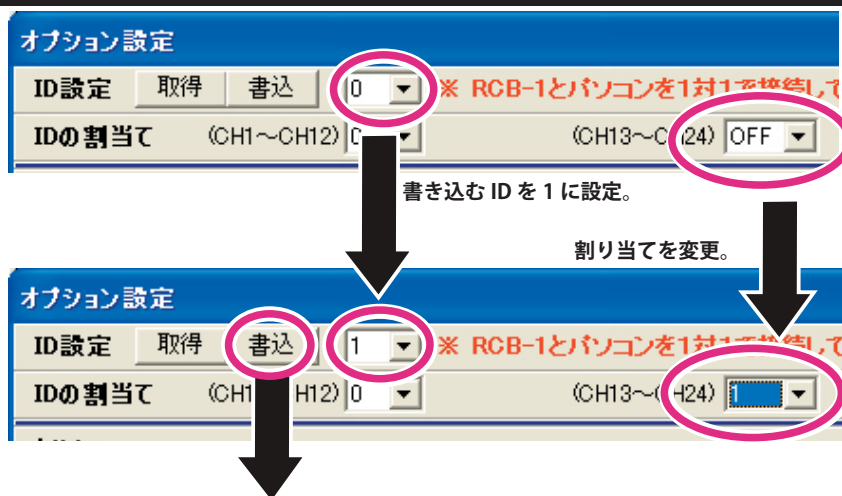 オプション設定
ID設定 取得 書込 0 ※ RCB-1とパソコンを1対1で接続して
IDの割当て (CH1～CH12) 0 (CH13～CH24) OFF
書き込む ID を 1 に設定。
割り当てを変更。
オプション設定
ID設定 取得 書込 1 ※ RCB-1とパソコンを1対1で接続して
IDの割当て (CH1 H12) 0 (CH13～CH24) 1